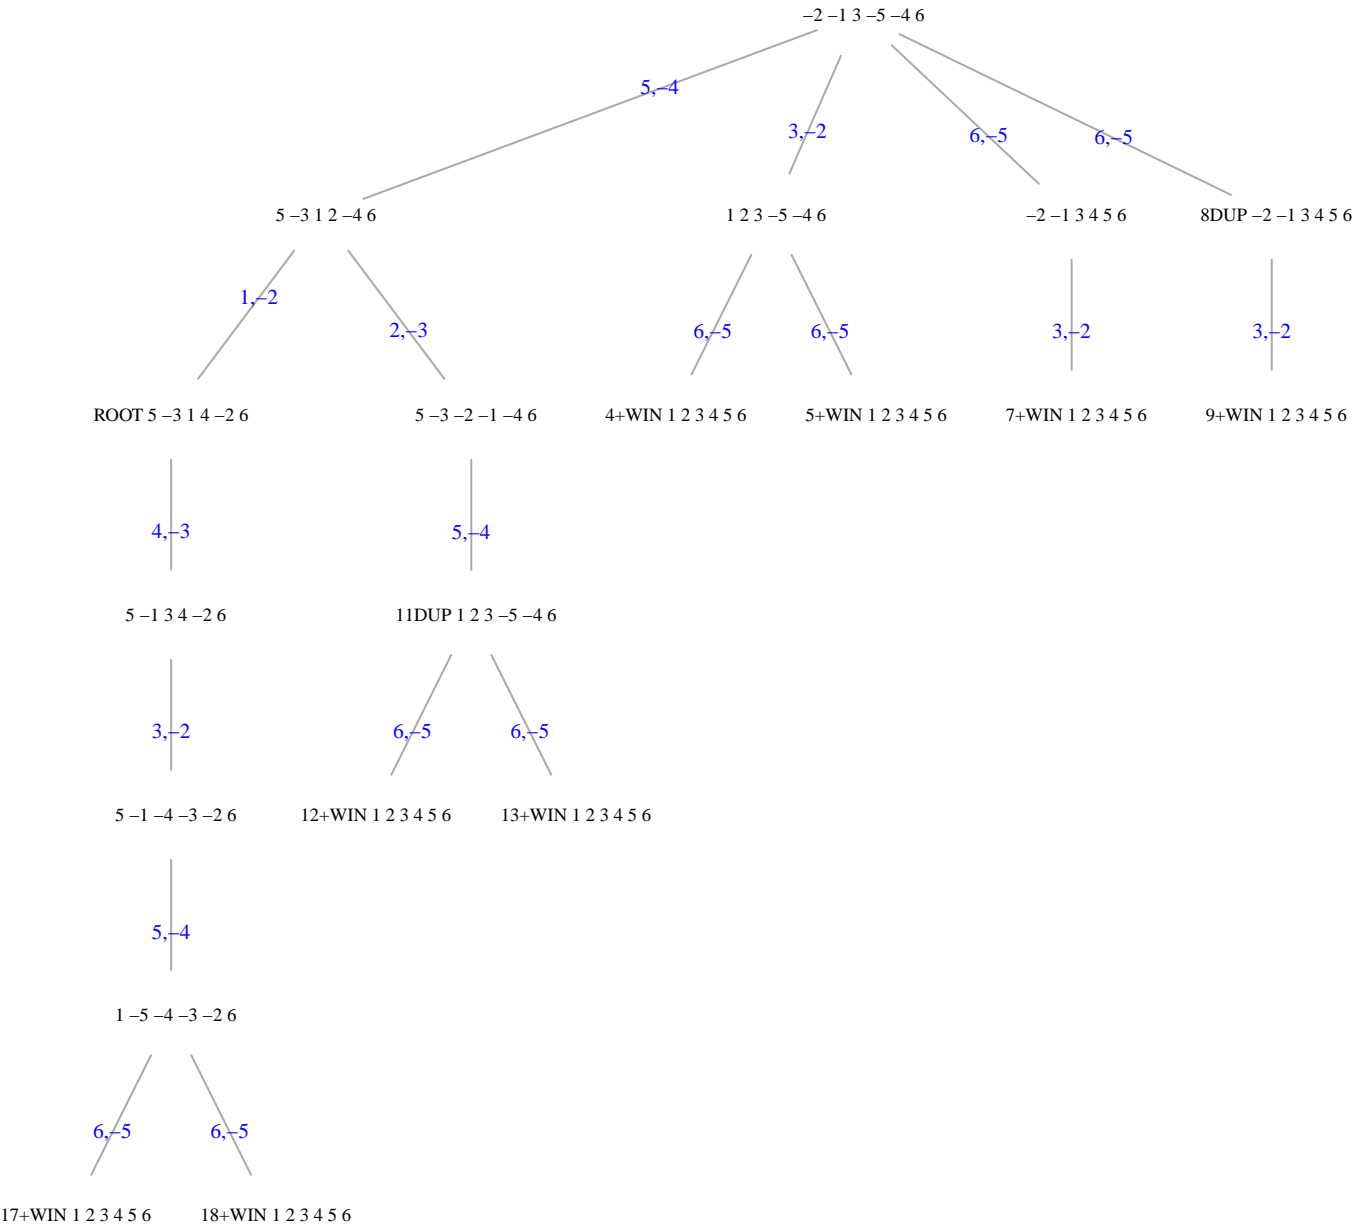 –2 –1 3 –5 –4 6
5,–4
3,–2
6,–5
6,–5
5 –3 1 2 –4 6
1 2 3 –5 –4 6
–2 –1 3 4 5 6
8DUP –2 –1 3 4 5 6
1,–2
2,–3
6,–5
6,–5
3,–2
3,–2
ROOT 5 –3 1 4 –2 6
5 –3 –2 –1 –4 6
4+WIN 1 2 3 4 5 6
5+WIN 1 2 3 4 5 6
7+WIN 1 2 3 4 5 6
9+WIN 1 2 3 4 5 6
4,–3
5,–4
5 –1 3 4 –2 6
11DUP 1 2 3 –5 –4 6
3,–2
6,–5
6,–5
5 –1 –4 –3 –2 6
12+WIN 1 2 3 4 5 6
13+WIN 1 2 3 4 5 6
5,–4
1 –5 –4 –3 –2 6
6,–5
6,–5
17+WIN 1 2 3 4 5 6
18+WIN 1 2 3 4 5 6